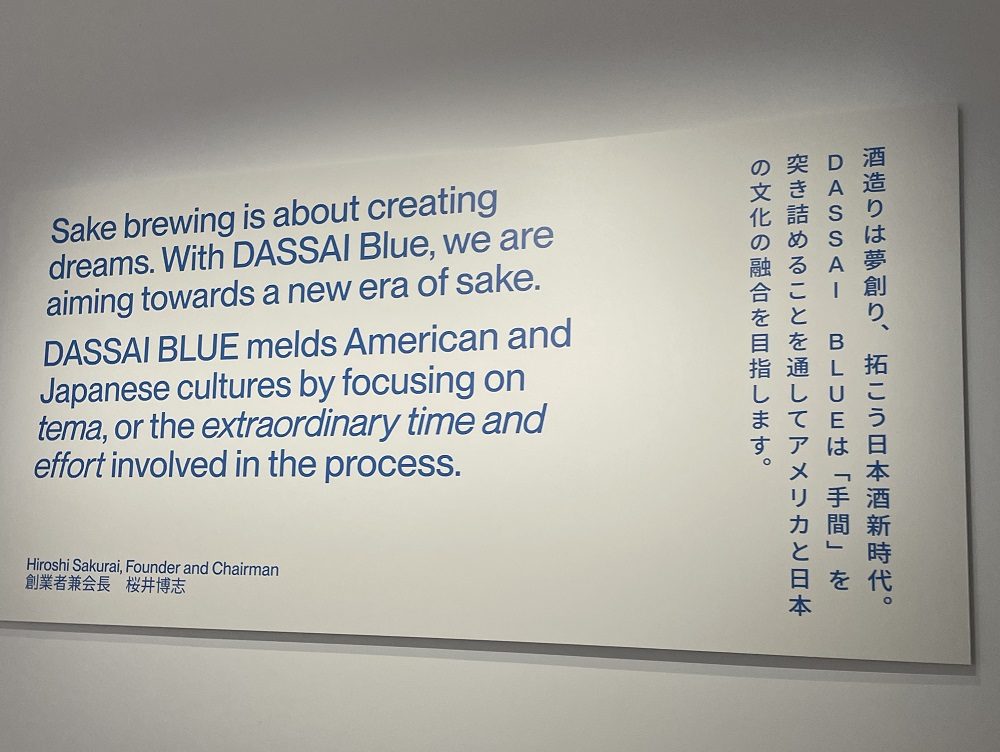 Sake brewing is about creating
dreams. With DASSAI Blue, we are
aiming towards a new era of sake.
DASSAI BLUE melds American and
Japanese cultures by focusing on
tema, or the extraordinary time and
effort involved in the process.
Hiroshi Sakurai, Founder and Chairman
創業者兼会長 桜井博志
酒造りは夢創り、拓こう日本酒新時代。
DASSAI BLUEは「手間」を
突き詰めることを通してアメリカと日本
の文化の融合を目指します。